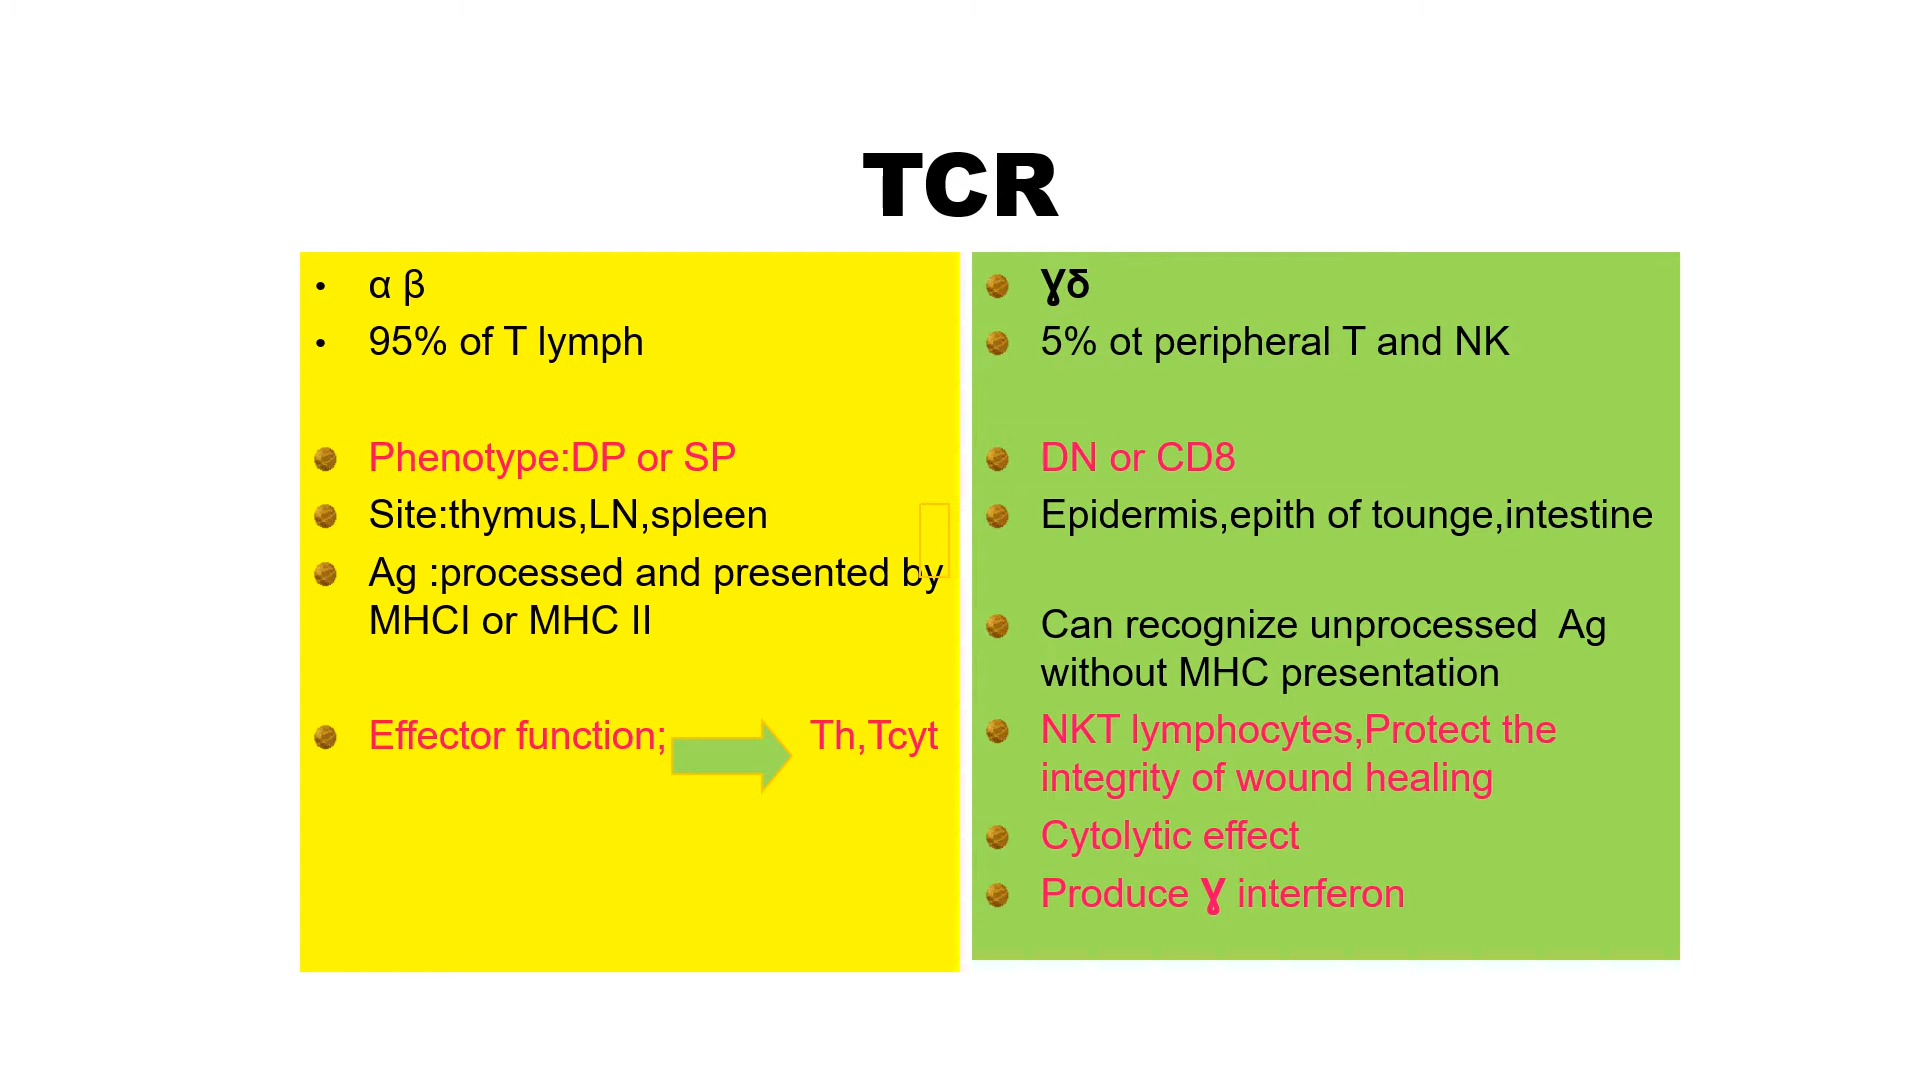 TCR
α β
95% of T lymph
Phenotype:DP or SP
Site:thymus,LN,spleen
Ag :processed and presented by
MHCI or MHC II
Effector function; Th,Tcyt
Ɣδ
5% ot peripheral T and NK
DN or CD8
Epidermis,epith of tounge,intestine
Can recognize unprocessed Ag
without MHC presentation
NKT lymphocytes,Protect the
integrity of wound healing
Cytolytic effect
Produce Ɣ interferon